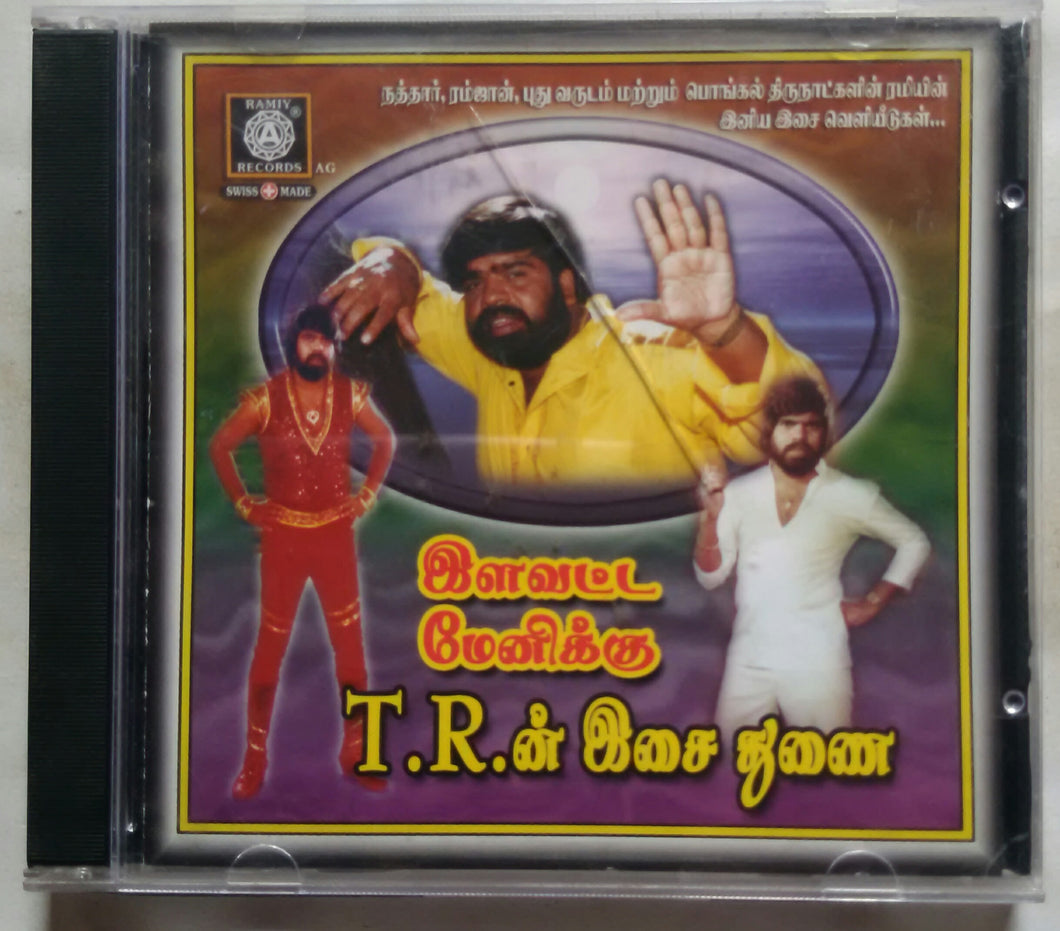 நத்தார், ரம்ஜான், புது வருடம் மற்றும் பொங்கல் திருநாட்களின் ரமியின்
இனிய இசை வெளியீடுகள்...
RAMIY
A ®
RECORDS AG
SWISS MADE
இளவட்ட
மேனிக்கு
T.R.ன் இசை துணை